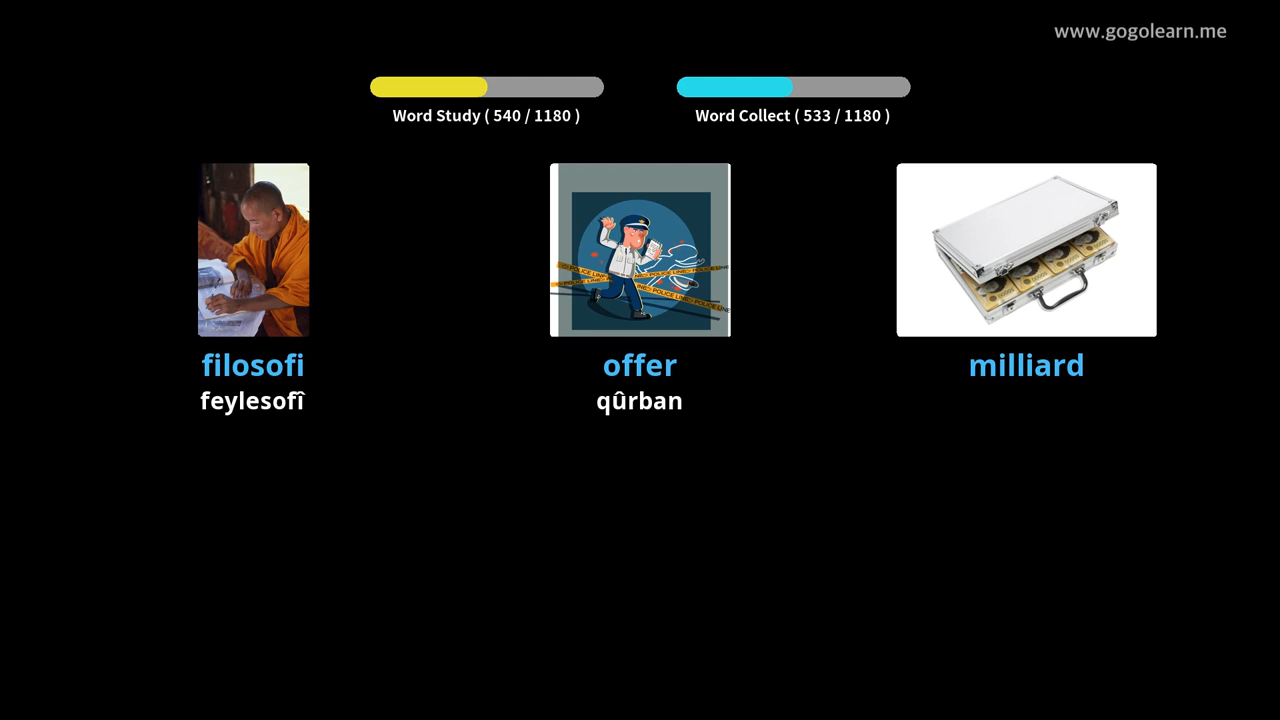 www.gogolearn.me
Word Study ( 540 / 1180 )
Word Collect ( 533 / 1180 )
filosofi
feylesofî
offer
qûrban
milliard